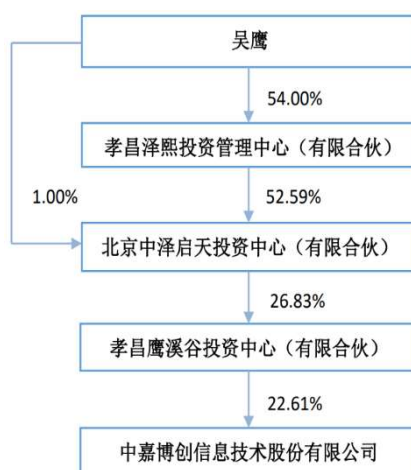 吴鹰
54.00%
孝昌泽熙投资管理中心（有限合伙）
1.00%
52.59%
北京中泽启天投资中心（有限合伙）
26.83%
孝昌鹰溪谷投资中心（有限合伙）
22.61%
中嘉博创信息技术股份有限公司